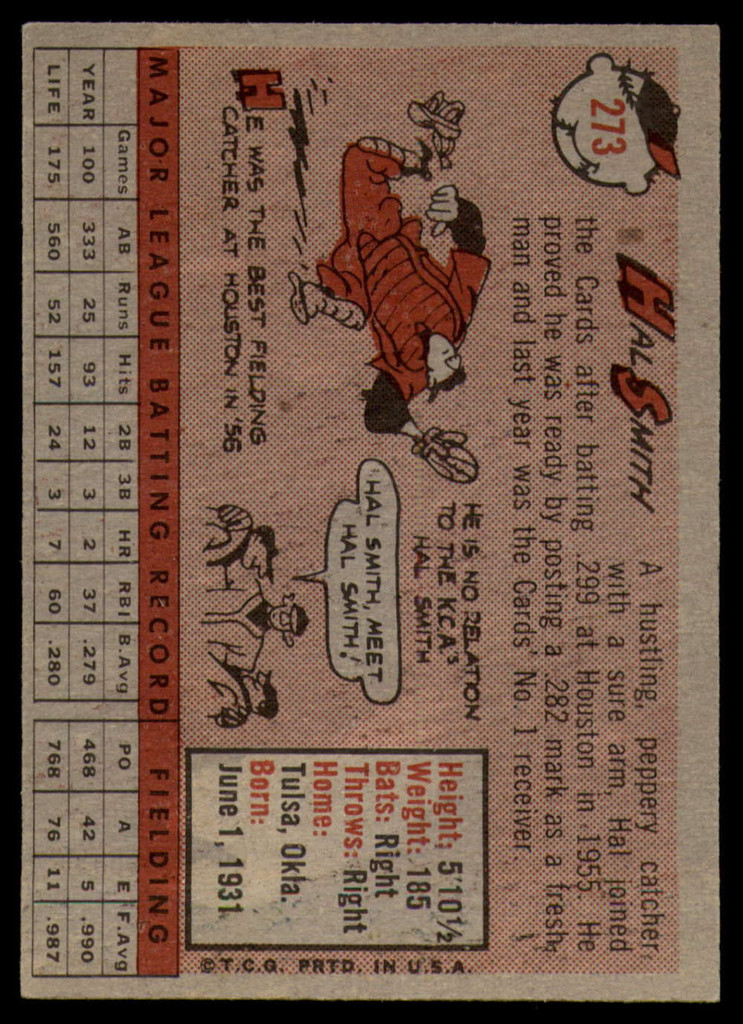 273
HAL SMITH
A hustling, peppery catcher
with a sure arm, Hal joined
the Cards after batting .299 at Houston in 1955. He
proved he was ready by posting a .282 mark as a fresh-
man and last year was the Cards' No. 1 receiver.
HE WAS THE BEST FIELDING
CATCHER AT HOUSTON IN '56
HE IS NO RELATION
TO THE K.C. A'S
HAL SMITH
HAL SMITH, MEET
HAL SMITH!
Height: 5'10½
Weight: 185
Bats: Right
Throws: Right
Home:
Tulsa, Okla.
Born:
June 1, 1931
© T.C.G. PRTD. IN U.S.A.
MAJOR LEAGUE BATTING RECORD FIELDING
Games AB Runs Hits 2B 3B HR RBI B.Avg PO A E F.Avg
YEAR 100 333 25 93 12 3 2 37 .279 468 42 5 .990
LIFE 175 560 52 157 24 3 7 60 .280 768 76 11 .987